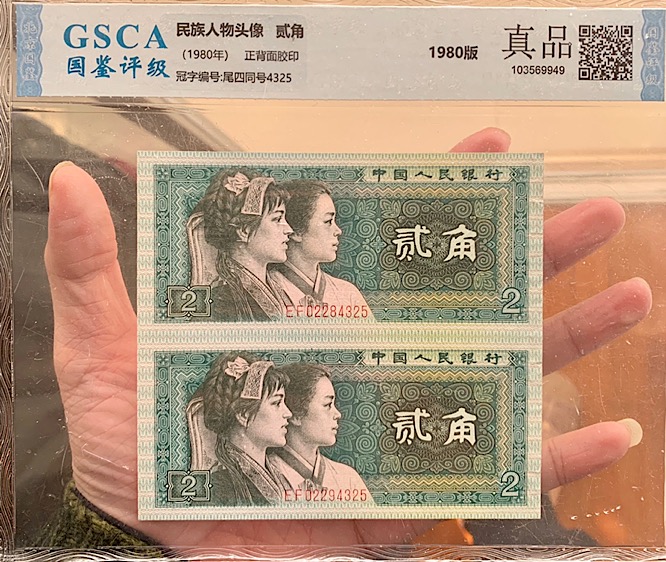 GSCA
国鉴评级
民族人物头像 贰角
(1980年) 正背面胶印
冠字编号:尾四同号4325
1980版
真品
103569949
中国人民银行
贰角
2
EF02284325
2
中国人民银行
贰角
2
EF02294325
2